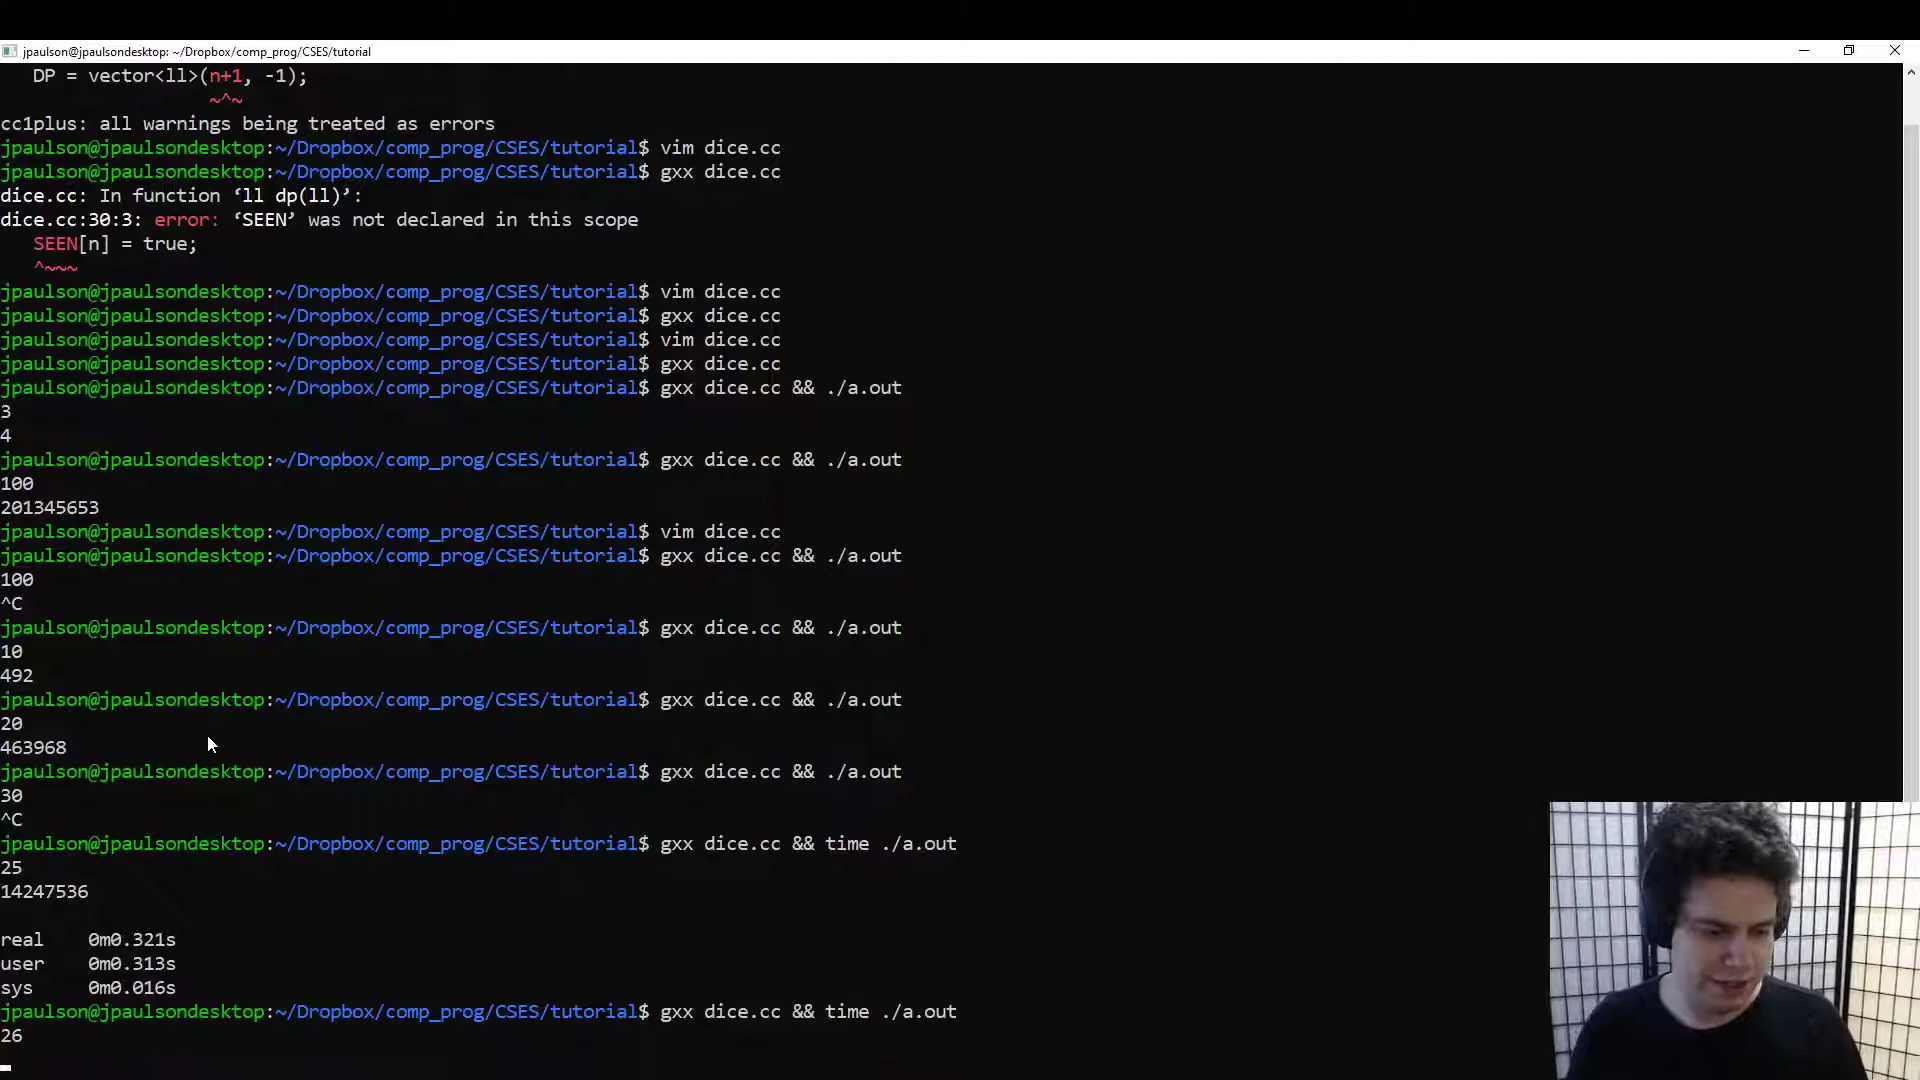 jpaulson@jpaulsondesktop: ~/Dropbox/comp_prog/CSES/tutorial
DP = vector<ll>(n+1, -1);
~^~
cc1plus: all warnings being treated as errors
jpaulson@jpaulsondesktop:~/Dropbox/comp_prog/CSES/tutorial$ vim dice.cc
jpaulson@jpaulsondesktop:~/Dropbox/comp_prog/CSES/tutorial$ gxx dice.cc
dice.cc: In function ‘ll dp(ll)’:
dice.cc:30:3: error: ‘SEEN’ was not declared in this scope
SEEN[n] = true;
^~~~
jpaulson@jpaulsondesktop:~/Dropbox/comp_prog/CSES/tutorial$ vim dice.cc
jpaulson@jpaulsondesktop:~/Dropbox/comp_prog/CSES/tutorial$ gxx dice.cc
jpaulson@jpaulsondesktop:~/Dropbox/comp_prog/CSES/tutorial$ vim dice.cc
jpaulson@jpaulsondesktop:~/Dropbox/comp_prog/CSES/tutorial$ gxx dice.cc
jpaulson@jpaulsondesktop:~/Dropbox/comp_prog/CSES/tutorial$ gxx dice.cc && ./a.out
3
4
jpaulson@jpaulsondesktop:~/Dropbox/comp_prog/CSES/tutorial$ gxx dice.cc && ./a.out
100
201345653
jpaulson@jpaulsondesktop:~/Dropbox/comp_prog/CSES/tutorial$ vim dice.cc
jpaulson@jpaulsondesktop:~/Dropbox/comp_prog/CSES/tutorial$ gxx dice.cc && ./a.out
100
^C
jpaulson@jpaulsondesktop:~/Dropbox/comp_prog/CSES/tutorial$ gxx dice.cc && ./a.out
10
492
jpaulson@jpaulsondesktop:~/Dropbox/comp_prog/CSES/tutorial$ gxx dice.cc && ./a.out
20
463968
jpaulson@jpaulsondesktop:~/Dropbox/comp_prog/CSES/tutorial$ gxx dice.cc && ./a.out
30
^C
jpaulson@jpaulsondesktop:~/Dropbox/comp_prog/CSES/tutorial$ gxx dice.cc && time ./a.out
25
14247536
real 0m0.321s
user 0m0.313s
sys 0m0.016s
jpaulson@jpaulsondesktop:~/Dropbox/comp_prog/CSES/tutorial$ gxx dice.cc && time ./a.out
26